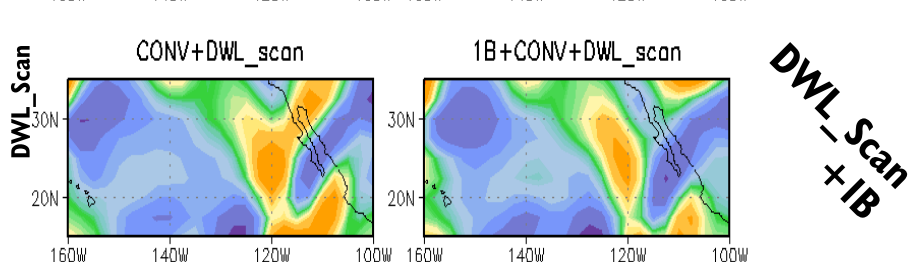 CONV+DWL_scan
1B+CONV+DWL_scan
DWL_Scan
30N
20N
160W
140W
120W
100W
30N
20N
160W
140W
120W
100W
DWL_Scan
+1B